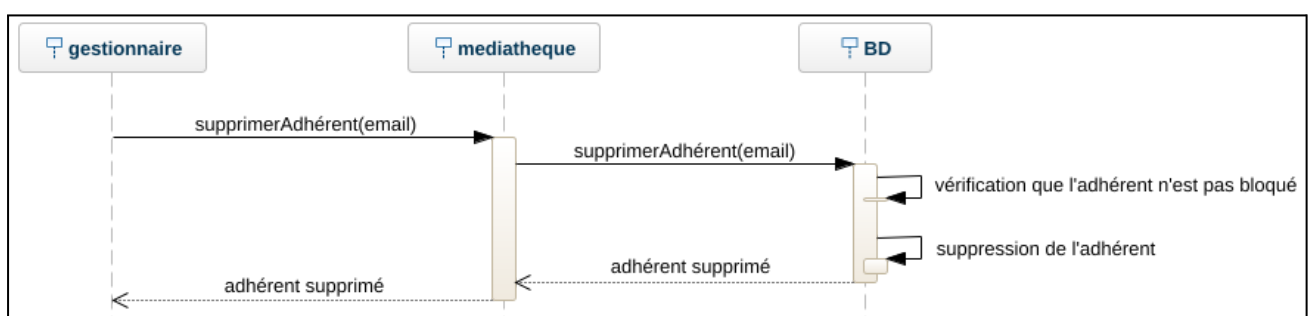 gestionnaire
mediatheque
BD
supprimerAdhérent(email)
supprimerAdhérent(email)
vérification que l'adhérent n'est pas bloqué
suppression de l'adhérent
adhérent supprimé
adhérent supprimé